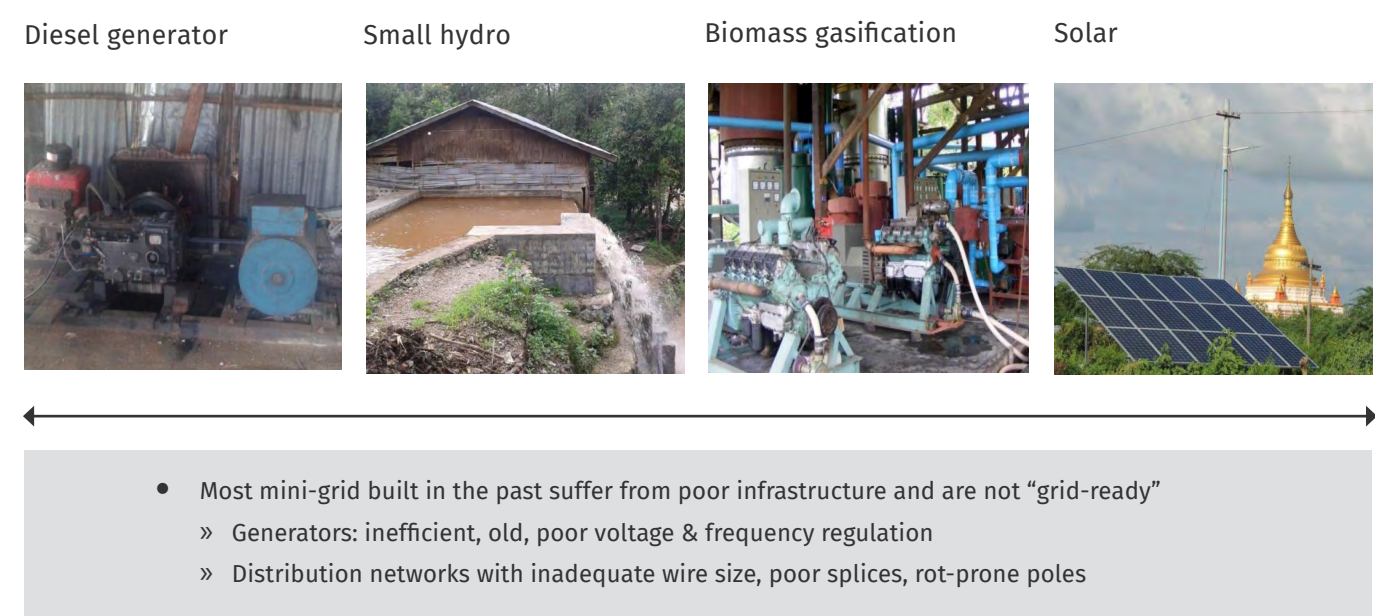 Diesel generator
Small hydro
Biomass gasification
Solar
● Most mini-grid built in the past suffer from poor infrastructure and are not “grid-ready”
» Generators: inefficient, old, poor voltage & frequency regulation
» Distribution networks with inadequate wire size, poor splices, rot-prone poles